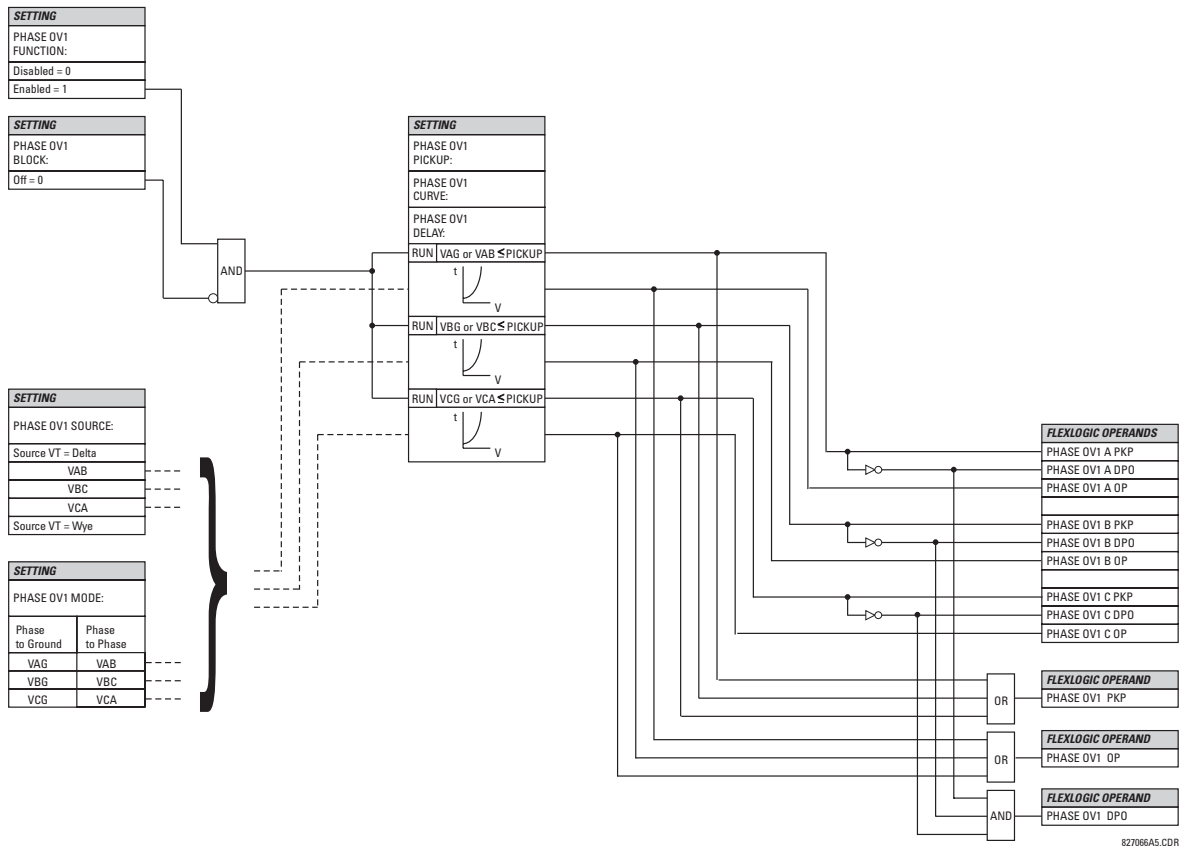 SETTING
PHASE OV1
FUNCTION:
Disabled = 0
Enabled = 1
SETTING
PHASE OV1
BLOCK:
Off = 0
AND
SETTING
PHASE OV1 SOURCE:
Source VT = Delta
VAB
VBC
VCA
Source VT = Wye
SETTING
PHASE OV1 MODE:
Phase
to Ground
Phase
to Phase
VAG VAB
VBG VBC
VCG VCA
SETTING
PHASE OV1
PICKUP:
PHASE OV1
CURVE:
PHASE OV1
DELAY:
RUN VAG or VAB ≤ PICKUP
t
V
RUN VBG or VBC ≤ PICKUP
t
V
RUN VCG or VCA ≤ PICKUP
t
V
FLEXLOGIC OPERANDS
PHASE OV1 A PKP
PHASE OV1 A DPO
PHASE OV1 A OP
PHASE OV1 B PKP
PHASE OV1 B DPO
PHASE OV1 B OP
PHASE OV1 C PKP
PHASE OV1 C DPO
PHASE OV1 C OP
OR
FLEXLOGIC OPERAND
PHASE OV1 PKP
OR
FLEXLOGIC OPERAND
PHASE OV1 OP
AND
FLEXLOGIC OPERAND
PHASE OV1 DPO
827066A5.CDR